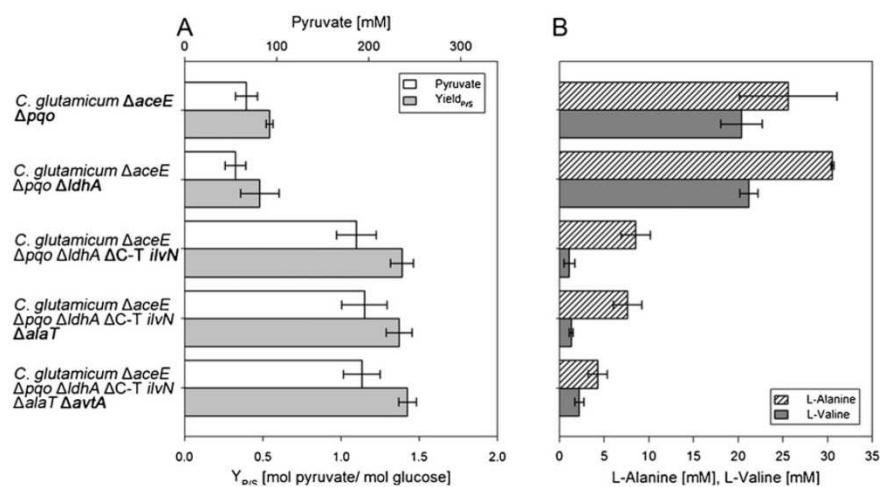 A
B
Pyruvate [mM]
0 100 200 300
Pyruvate
Yield P/S
C. glutamicum ΔaceE
Δpqo
C. glutamicum ΔaceE
Δpqo ΔldhA
C. glutamicum ΔaceE
Δpqo ΔldhA ΔC-T ilvN
C. glutamicum ΔaceE
Δpqo ΔldhA ΔC-T ilvN
ΔalaT
C. glutamicum ΔaceE
Δpqo ΔldhA ΔC-T ilvN
ΔalaT ΔavtA
0.0 0.5 1.0 1.5 2.0
Y P/S [mol pyruvate/ mol glucose]
L-Alanine
L-Valine
0 5 10 15 20 25 30 35
L-Alanine [mM], L-Valine [mM]